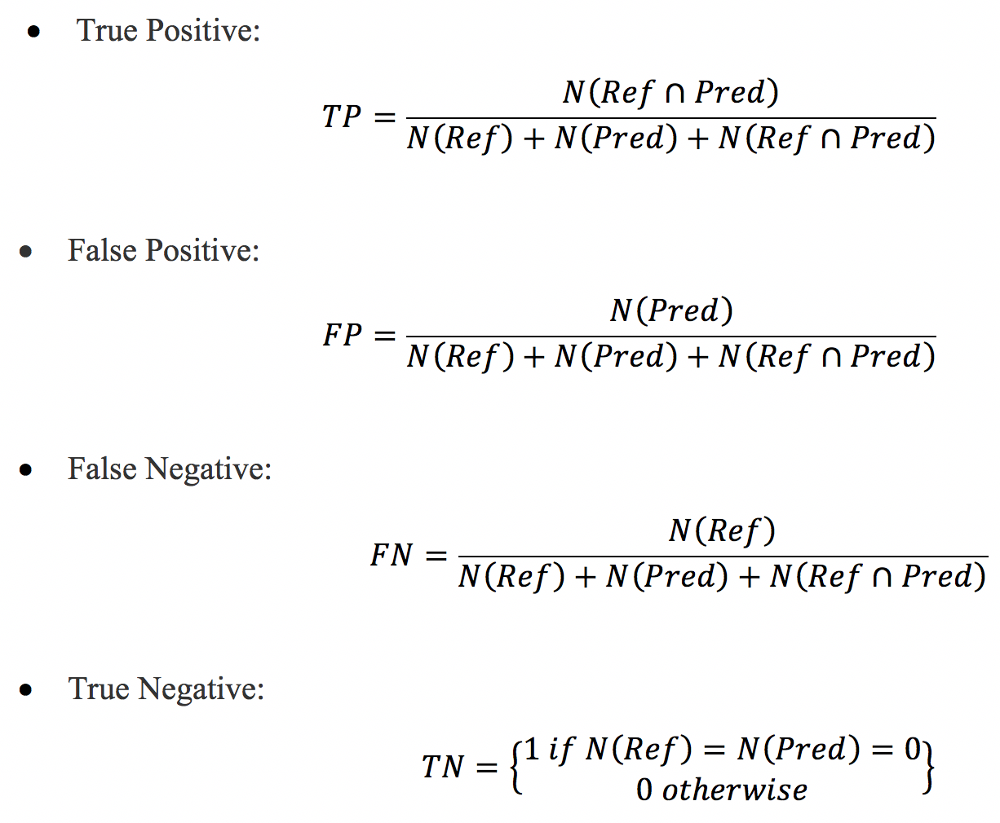 • True Positive:
TP = N(Ref ∩ Pred) / N(Ref) + N(Pred) + N(Ref ∩ Pred)
• False Positive:
FP = N(Pred) / N(Ref) + N(Pred) + N(Ref ∩ Pred)
• False Negative:
FN = N(Ref) / N(Ref) + N(Pred) + N(Ref ∩ Pred)
• True Negative:
TN = {1 if N(Ref) = N(Pred) = 0
0 otherwise}